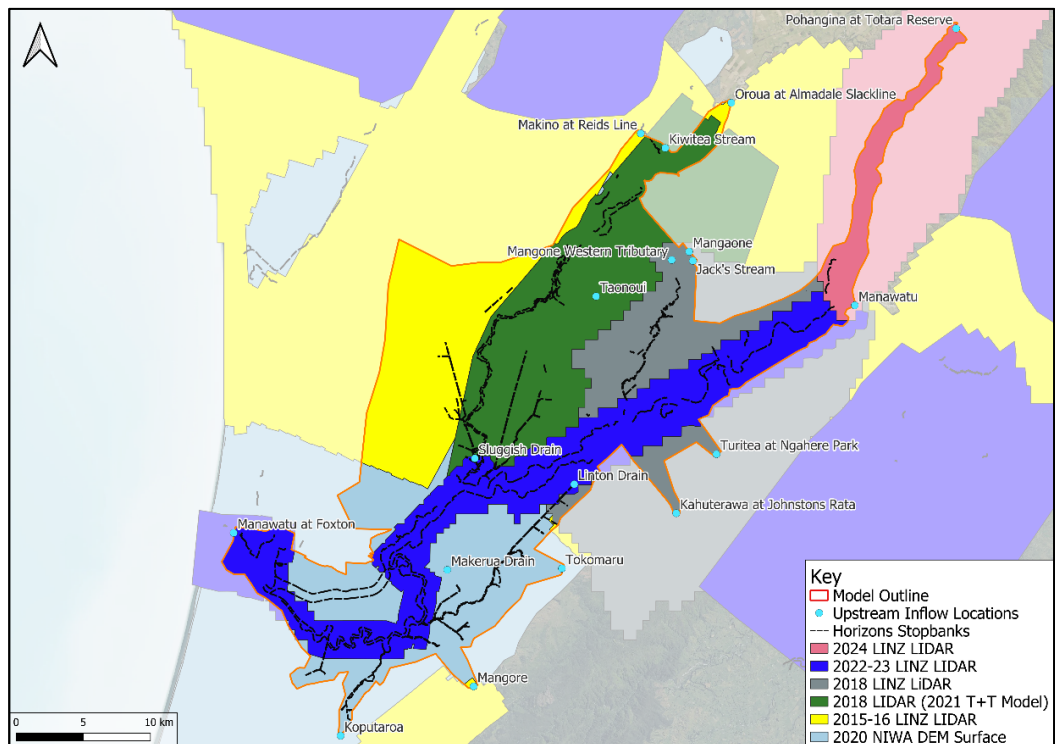 Pohangina at Totara Reserve
Oroua at Almadale Slackline
Makino at Reids Line
Kiwitea Stream
Mangaone
Mangone Western Tributary
Jack's Stream
Taonoui
Manawatu
Sluggish Drain
Turitea at Ngahere Park
Linton Drain
Kahuterawa at Johnstons Rata
Manawatu at Foxton
Makerua Drain
Tokomaru
Mangore
Koputaroa
Key
Model Outline
Upstream Inflow Locations
Horizons Stopbanks
2024 LINZ LIDAR
2022-23 LINZ LIDAR
2018 LINZ LiDAR
2018 LIDAR (2021 T+T Model)
2015-16 LINZ LIDAR
2020 NIWA DEM Surface
0 5 10 km